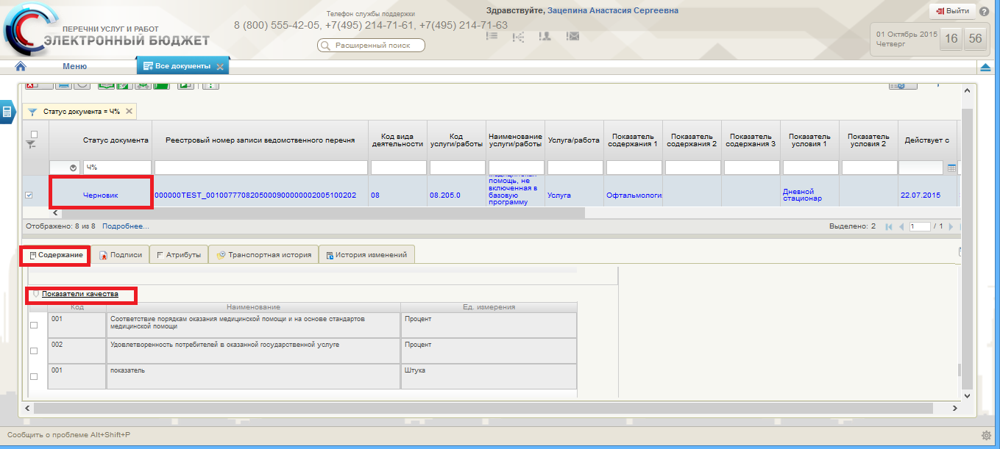 Телефон службы поддержки
8 (800) 555-42-05, +7(495) 214-71-61, +7(495) 214-71-63
Здравствуйте, Зацепина Анастасия Сергеевна
Выйти
ПЕРЕЧНИ УСЛУГ И РАБОТ
ЭЛЕКТРОННЫЙ БЮДЖЕТ
Расширенный поиск
01 Октябрь 2015
Четверг
16 56
Меню
Все документы
Статус документа = Ч%
Статус документа
Реестровый номер записи ведомственного перечня
Код вида деятельности
Код услуги/работы
Наименование услуги/работы
Услуга/работа
Показатель содержания 1
Показатель содержания 2
Показатель содержания 3
Показатель условия 1
Показатель условия 2
Действует с
Ч%
Черновик
000000TEST_00100777082050009000000002005100202
08
08.205.0
помощь, не
включенная в
базовую
программу
Услуга
Офтальмологи
Дневной
стационар
22.07.2015
Отображено: 8 из 8 Подробнее...
Выделено: 2
1 / 1
Содержание
Подписи
Атрибуты
Транспортная история
История изменений
Показатели качества
Код Наименование Ед. измерения
001 Соответствие порядкам оказания медицинской помощи и на основе стандартов Процент
медицинской помощи
002 Удовлетворенность потребителей в оказанной государственной услуге Процент
001 показатель Штука
Сообщить о проблеме Alt+Shift+P